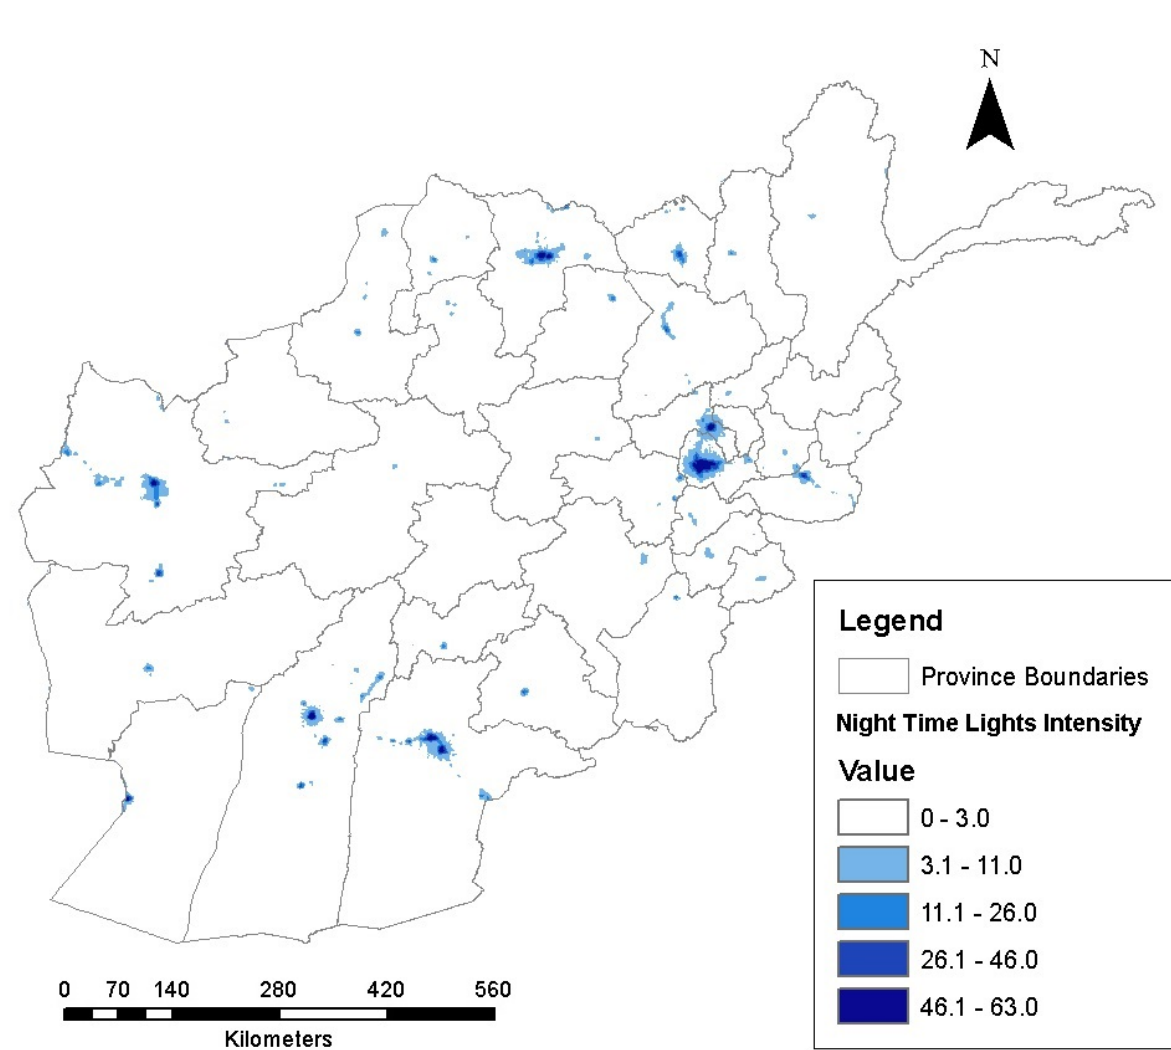 N
Legend
Province Boundaries
Night Time Lights Intensity
Value
0 - 3.0
3.1 - 11.0
11.1 - 26.0
26.1 - 46.0
46.1 - 63.0
0 70 140 280 420 560
Kilometers